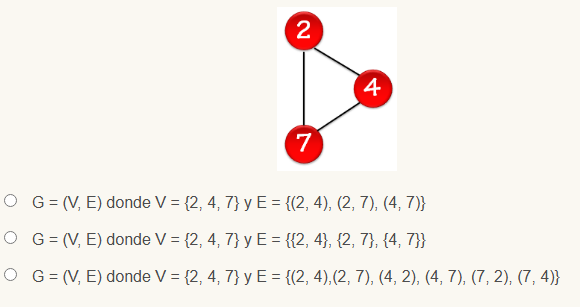 2
4
7
G = (V, E) donde V = {2, 4, 7} y E = {(2, 4), (2, 7), (4, 7)}
G = (V, E) donde V = {2, 4, 7} y E = {{2, 4}, {2, 7}, {4, 7}}
G = (V, E) donde V = {2, 4, 7} y E = {(2, 4),(2, 7), (4, 2), (4, 7), (7, 2), (7, 4)}